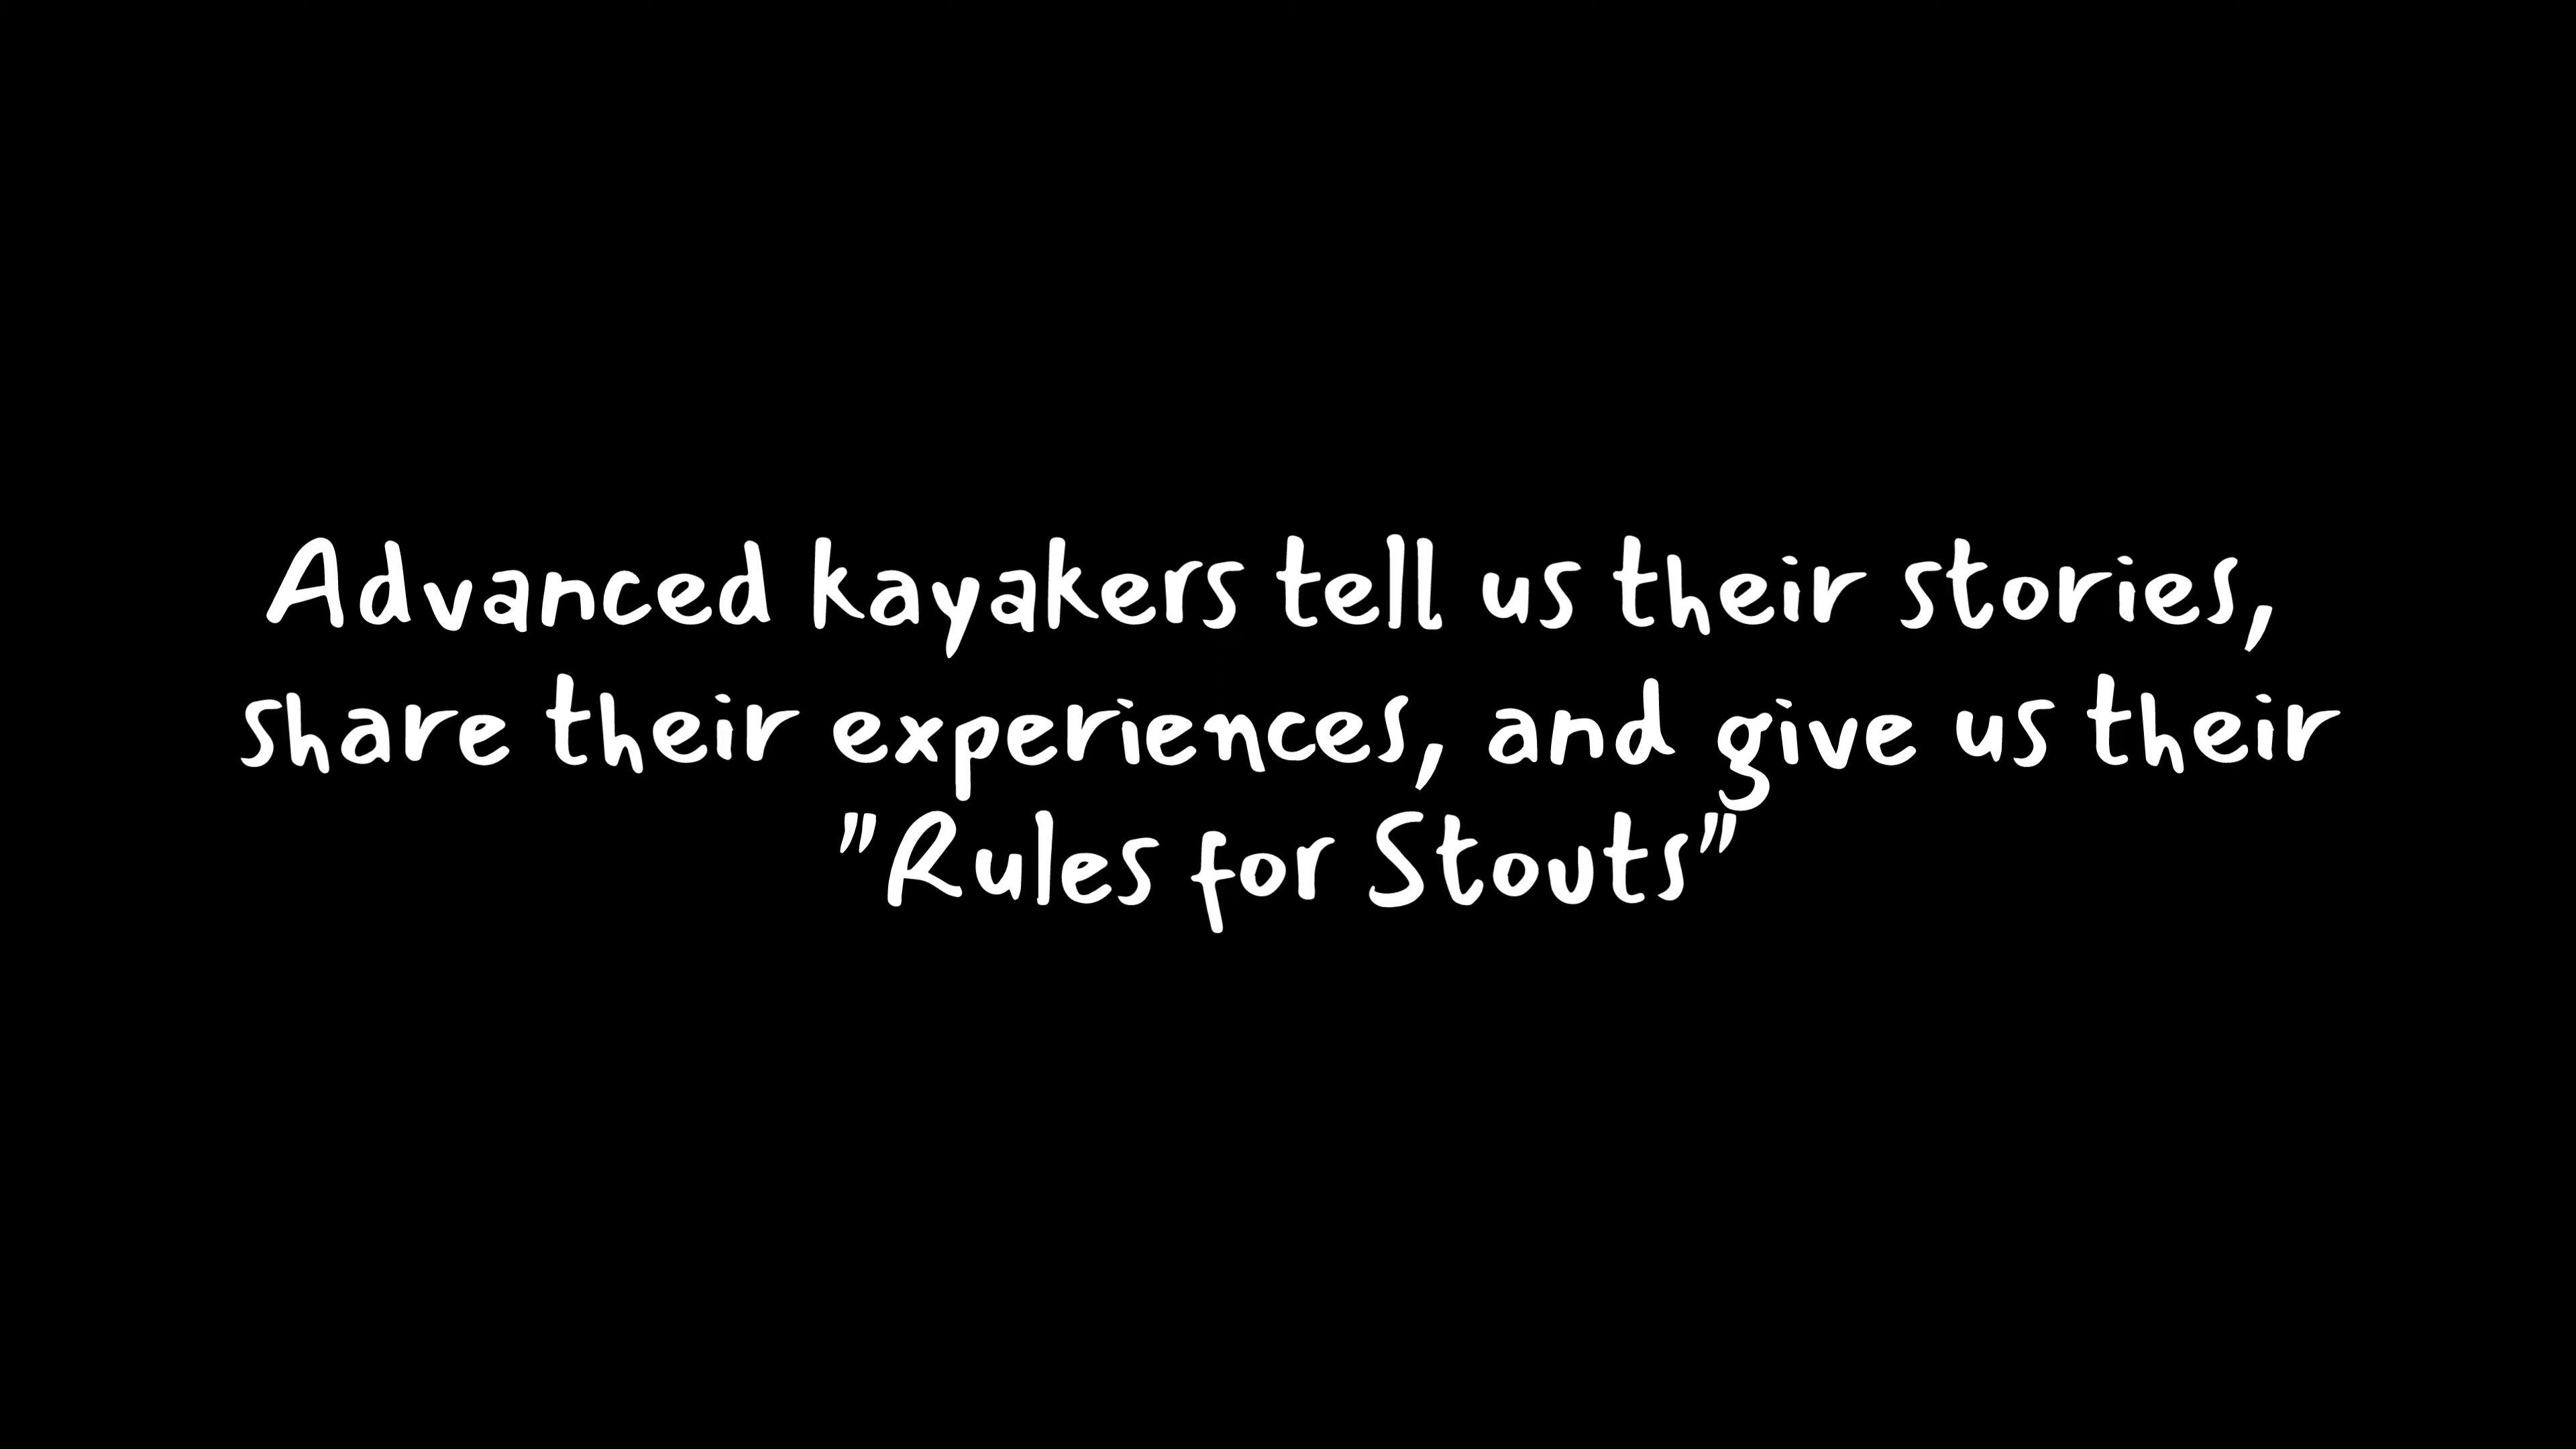 Advanced kayakers tell us their stories,
share their experiences, and give us their
"Rules for Stouts"